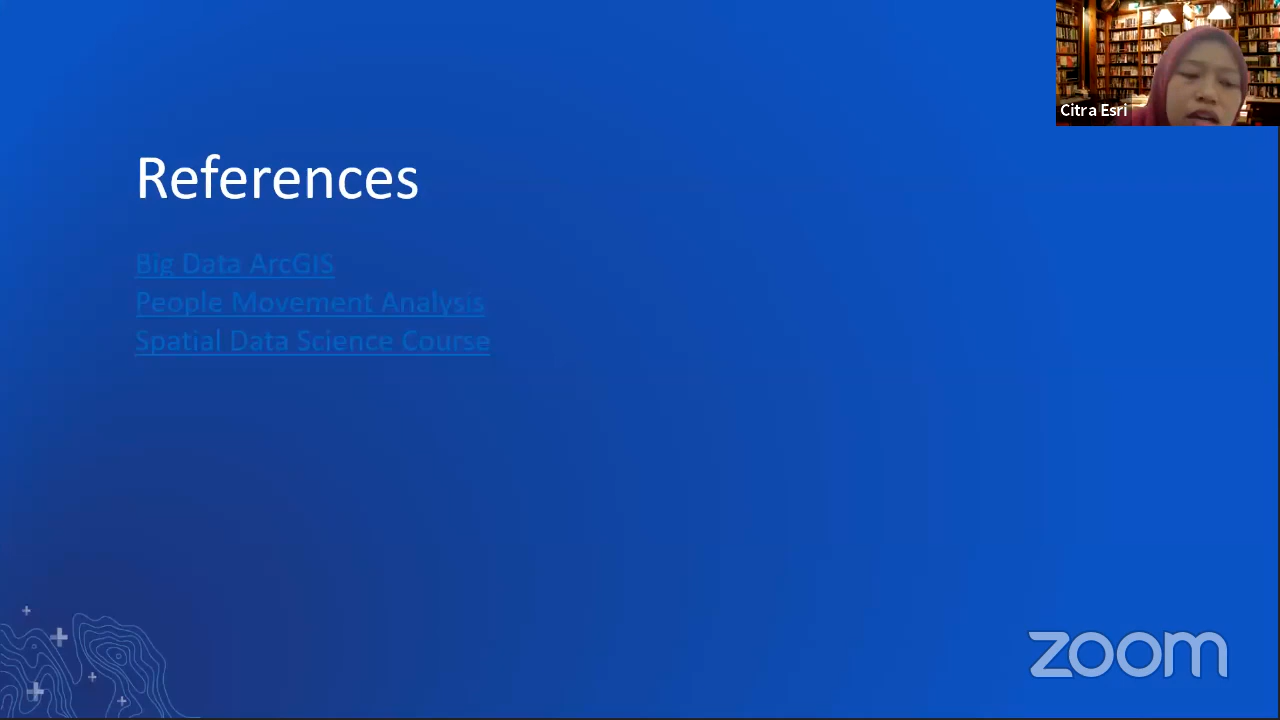 Citra Esri
References
Big Data ArcGIS
People Movement Analysis
Spatial Data Science Course
zoom